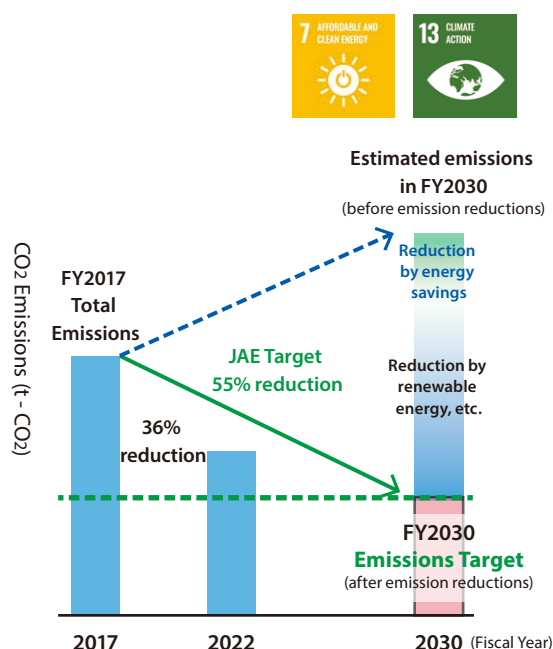 7 AFFORDABLE AND
CLEAN ENERGY
13 CLIMATE
ACTION
Estimated emissions
in FY2030
(before emission reductions)
CO2 Emissions (t - CO2)
FY2017
Total
Emissions
Reduction
by energy
savings
JAE Target
55% reduction
Reduction by
renewable
energy, etc.
36%
reduction
FY2030
Emissions Target
(after emission reductions)
2017
2022
2030 (Fiscal Year)